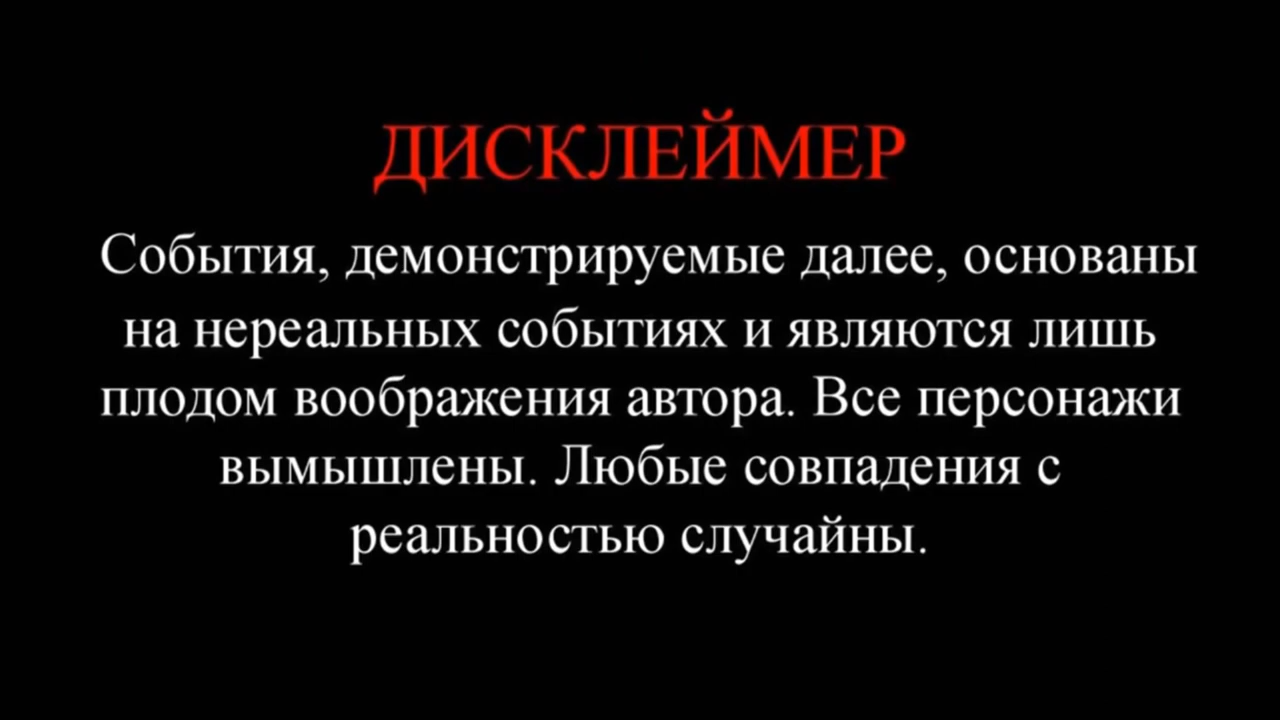 ДИСКЛЕЙМЕР
События, демонстрируемые далее, основаны
на нереальных событиях и являются лишь
плодом воображения автора. Все персонажи
вымышлены. Любые совпадения с
реальностью случайны.